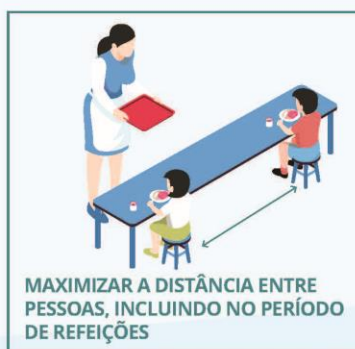 MAXIMIZAR A DISTÂNCIA ENTRE
PESSOAS, INCLUINDO NO PERÍODO
DE REFEIÇÕES